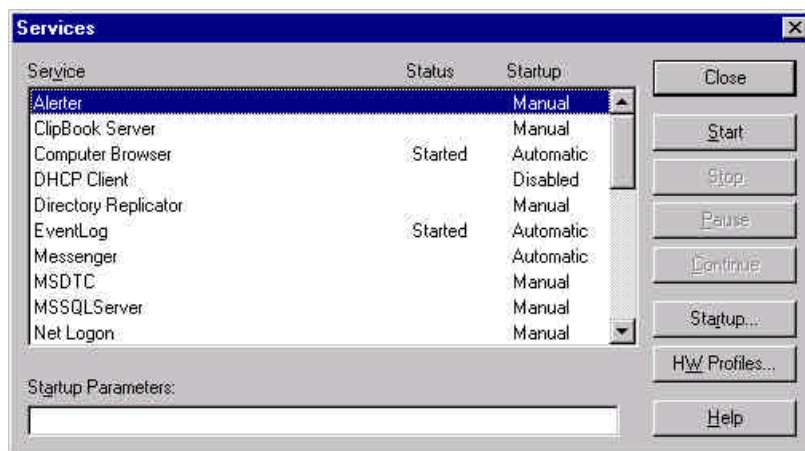 Services
Service Status Startup
Alerter Manual
ClipBook Server Manual
Computer Browser Started Automatic
DHCP Client Disabled
Directory Replicator Manual
EventLog Started Automatic
Messenger Automatic
MSDTC Manual
MSSQLServer Manual
Net Logon Manual
Startup Parameters:
Close
Start
Stop
Pause
Continue
Startup...
HW Profiles...
Help